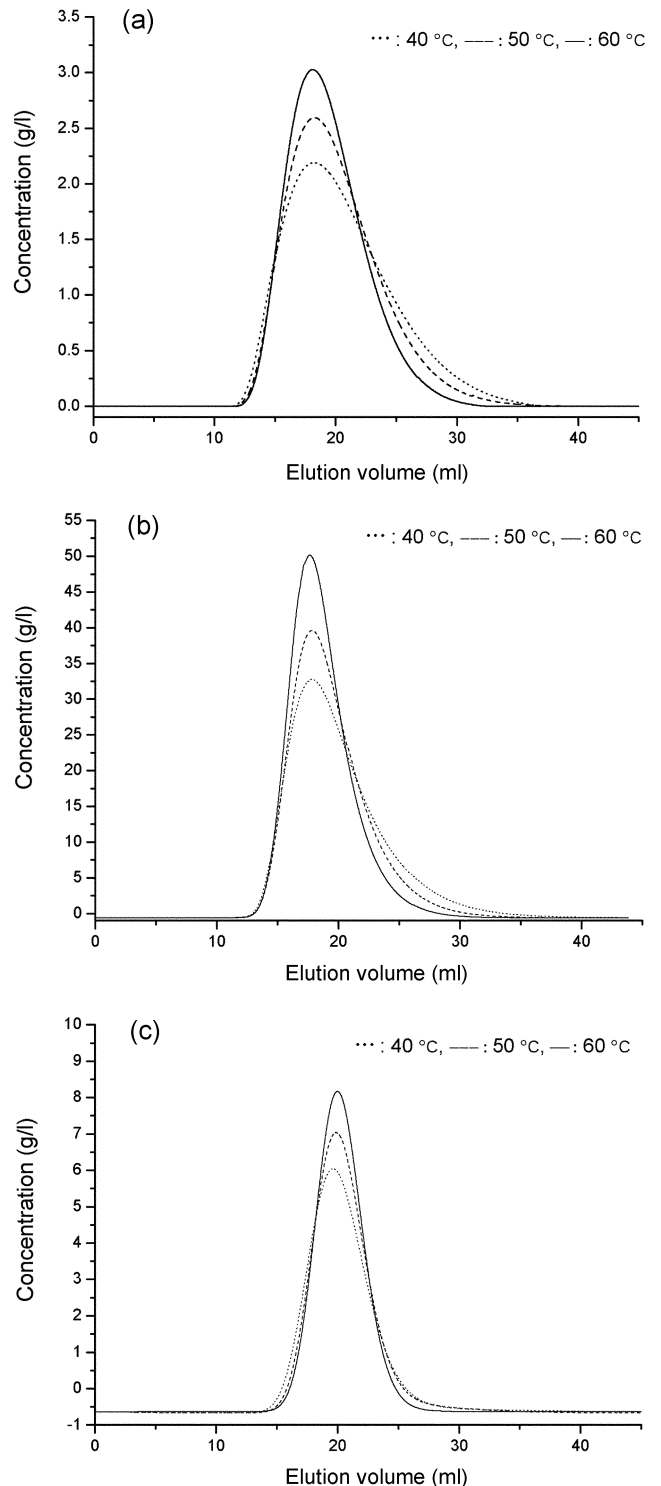 (a)
••• : 40 °C, ––– : 50 °C, — : 60 °C
3.5
3.0
2.5
2.0
1.5
1.0
0.5
0.0
Concentration (g/l)
0 10 20 30 40
Elution volume (ml)
(b)
••• : 40 °C, ––– : 50 °C, — : 60 °C
55
50
45
40
35
30
25
20
15
10
5
0
Concentration (g/l)
0 10 20 30 40
Elution volume (ml)
(c)
••• : 40 °C, ––– : 50 °C, — : 60 °C
10
9
8
7
6
5
4
3
2
1
0
-1
Concentration (g/l)
0 10 20 30 40
Elution volume (ml)